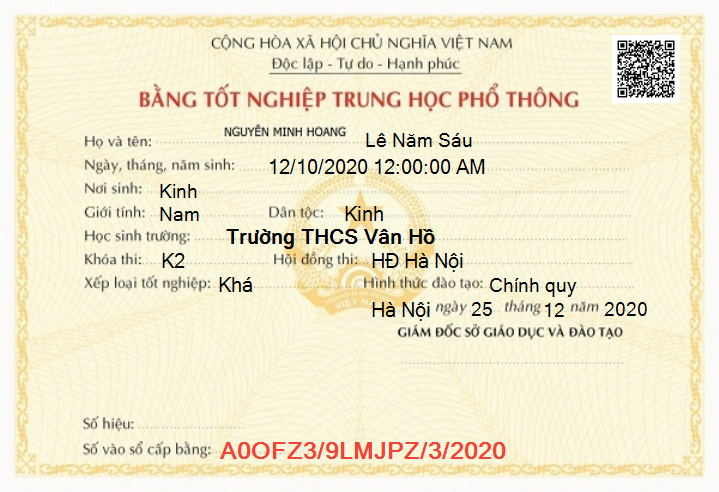 CỘNG HÒA XÃ HỘI CHỦ NGHĨA VIỆT NAM
Độc lập - Tự do - Hạnh phúc
BẰNG TỐT NGHIỆP TRUNG HỌC PHỔ THÔNG
Họ và tên: NGUYỄN MINH HOANG Lê Năm Sáu
Ngày, tháng, năm sinh: 12/10/2020 12:00:00 AM
Nơi sinh: Kinh
Giới tính: Nam Dân tộc: Kinh
Học sinh trường: Trường THCS Vân Hồ
Khóa thi: K2 Hội đồng thi: HĐ Hà Nội
Xếp loại tốt nghiệp: Khá Hình thức đào tạo: Chính quy
VIỆT NAM
Hà Nội ngày 25 tháng 12 năm 2020
GIÁM ĐỐC SỞ GIÁO DỤC VÀ ĐÀO TẠO
Số hiệu:
Số vào sổ cấp bằng: A0OFZ3/9LMJPZ/3/2020